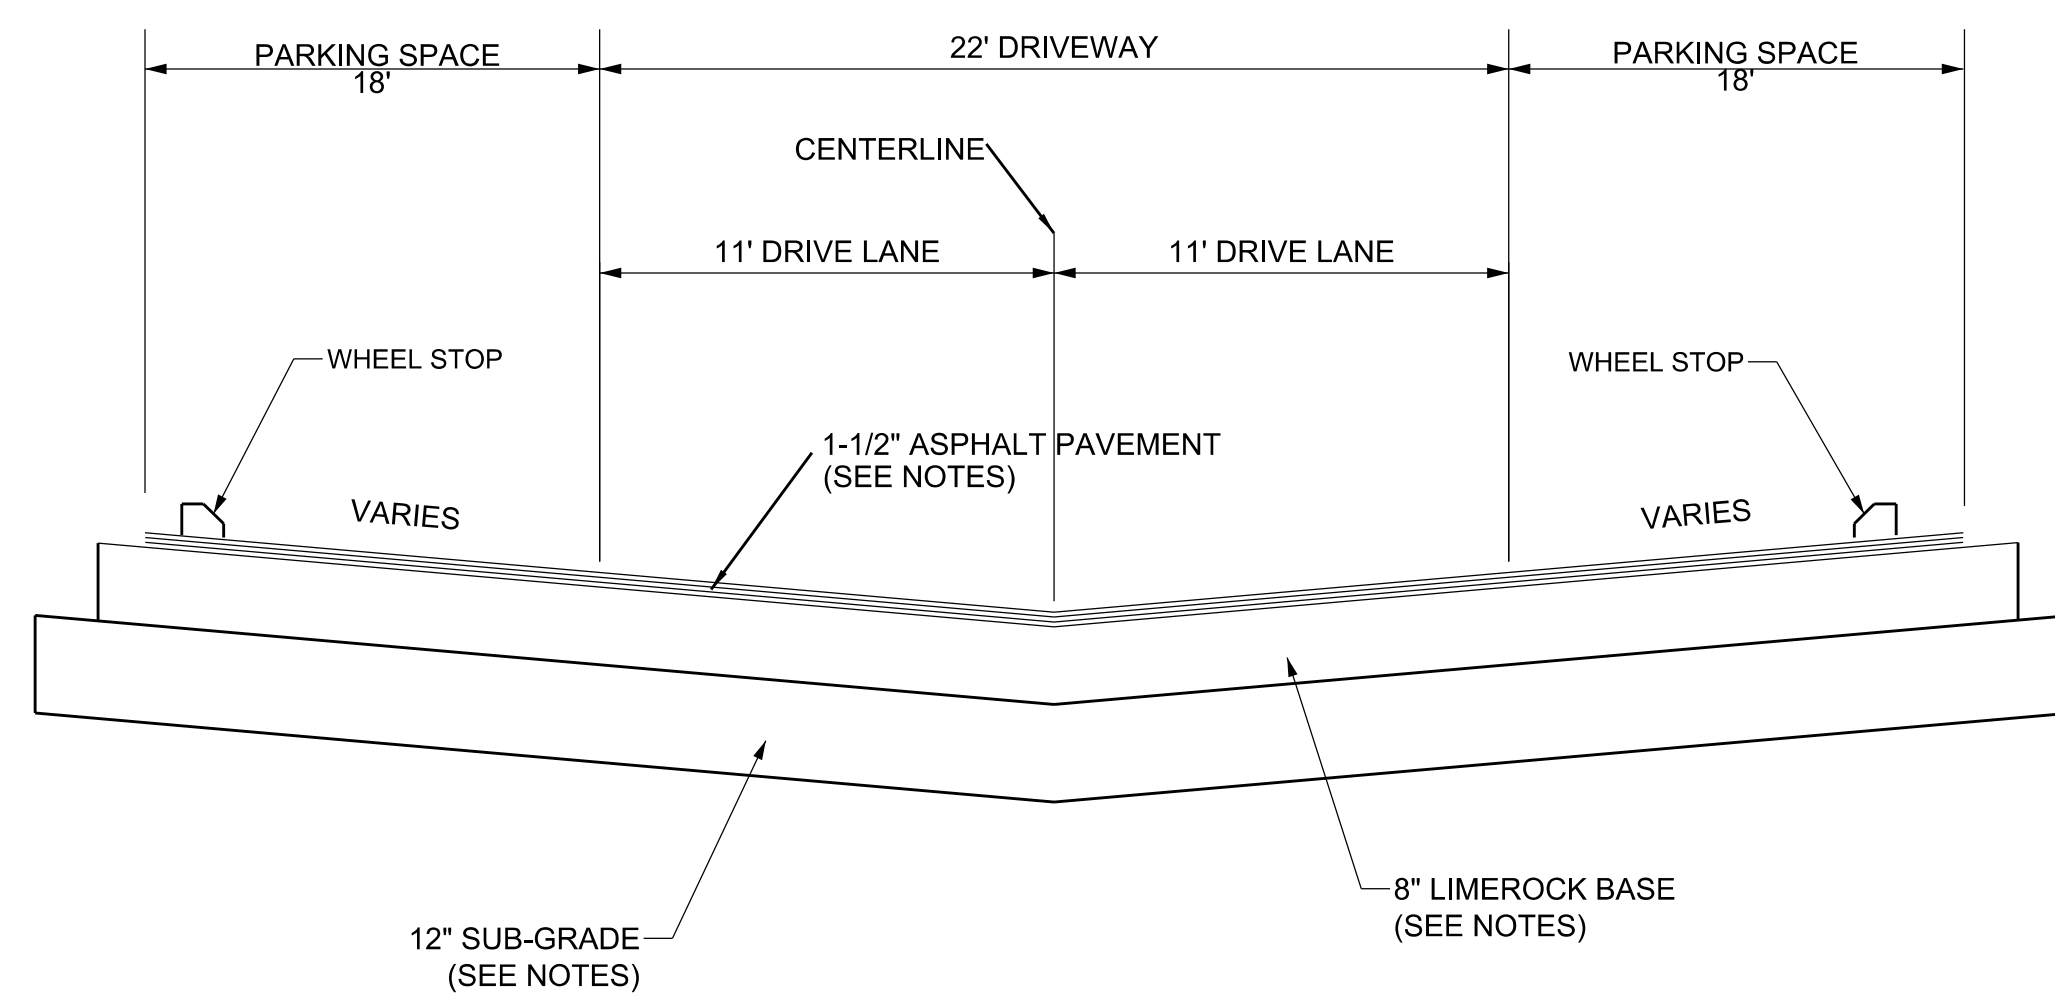 PARKING SPACE
18'
22' DRIVEWAY
PARKING SPACE
18'
CENTERLINE
11' DRIVE LANE
11' DRIVE LANE
WHEEL STOP
WHEEL STOP
1-1/2" ASPHALT PAVEMENT
(SEE NOTES)
VARIES
VARIES
8" LIMEROCK BASE
(SEE NOTES)
12" SUB-GRADE
(SEE NOTES)